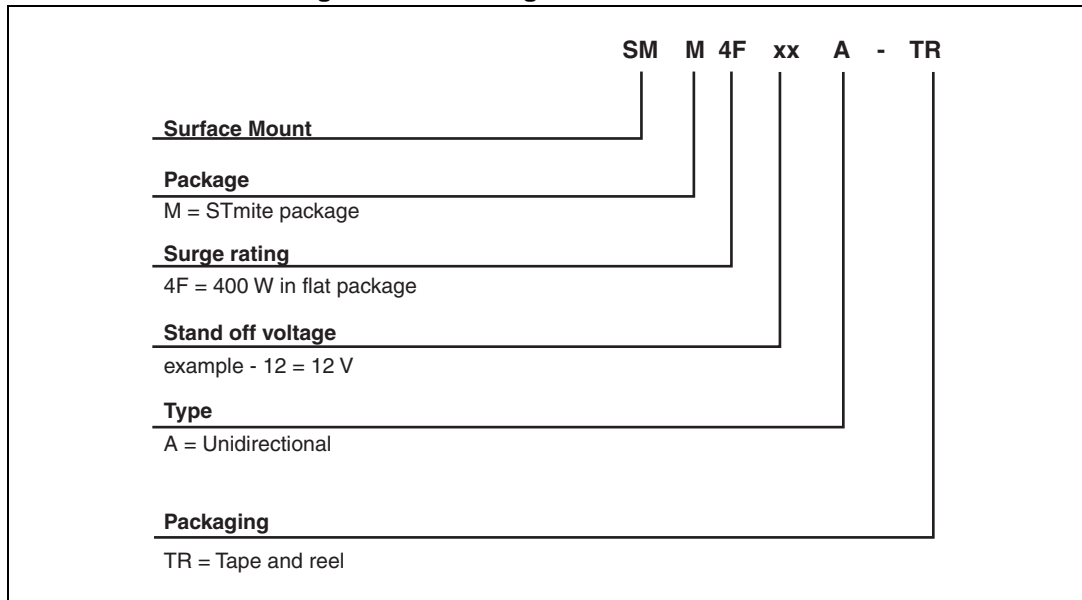 SM M 4F xx A - TR
Surface Mount
Package
M = STmite package
Surge rating
4F = 400 W in flat package
Stand off voltage
example - 12 = 12 V
Type
A = Unidirectional
Packaging
TR = Tape and reel